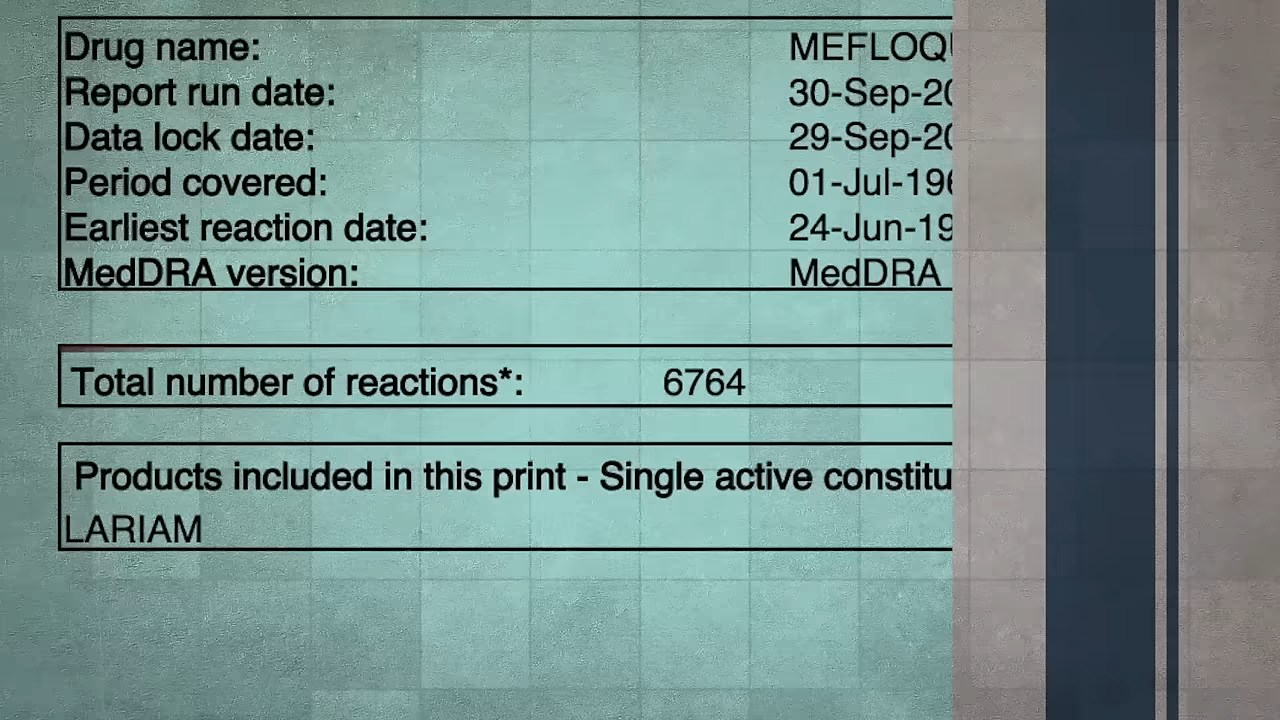 Drug name: MEFLOQU
Report run date: 30-Sep-20
Data lock date: 29-Sep-20
Period covered: 01-Jul-196
Earliest reaction date: 24-Jun-19
MedDRA version: MedDRA
Total number of reactions*: 6764
Products included in this print - Single active constitu
LARIAM